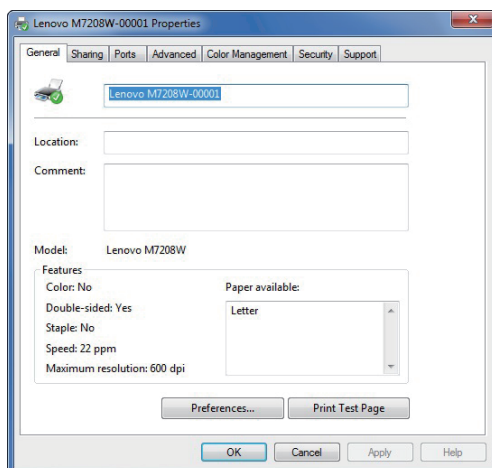 Lenovo M7208W-00001 Properties
General Sharing Ports Advanced Color Management Security Support
Lenovo M7208W-00001
Location:
Comment:
Model: Lenovo M7208W
Features
Color: No Paper available:
Double-sided: Yes Letter
Staple: No
Speed: 22 ppm
Maximum resolution: 600 dpi
Preferences... Print Test Page
OK Cancel Apply Help